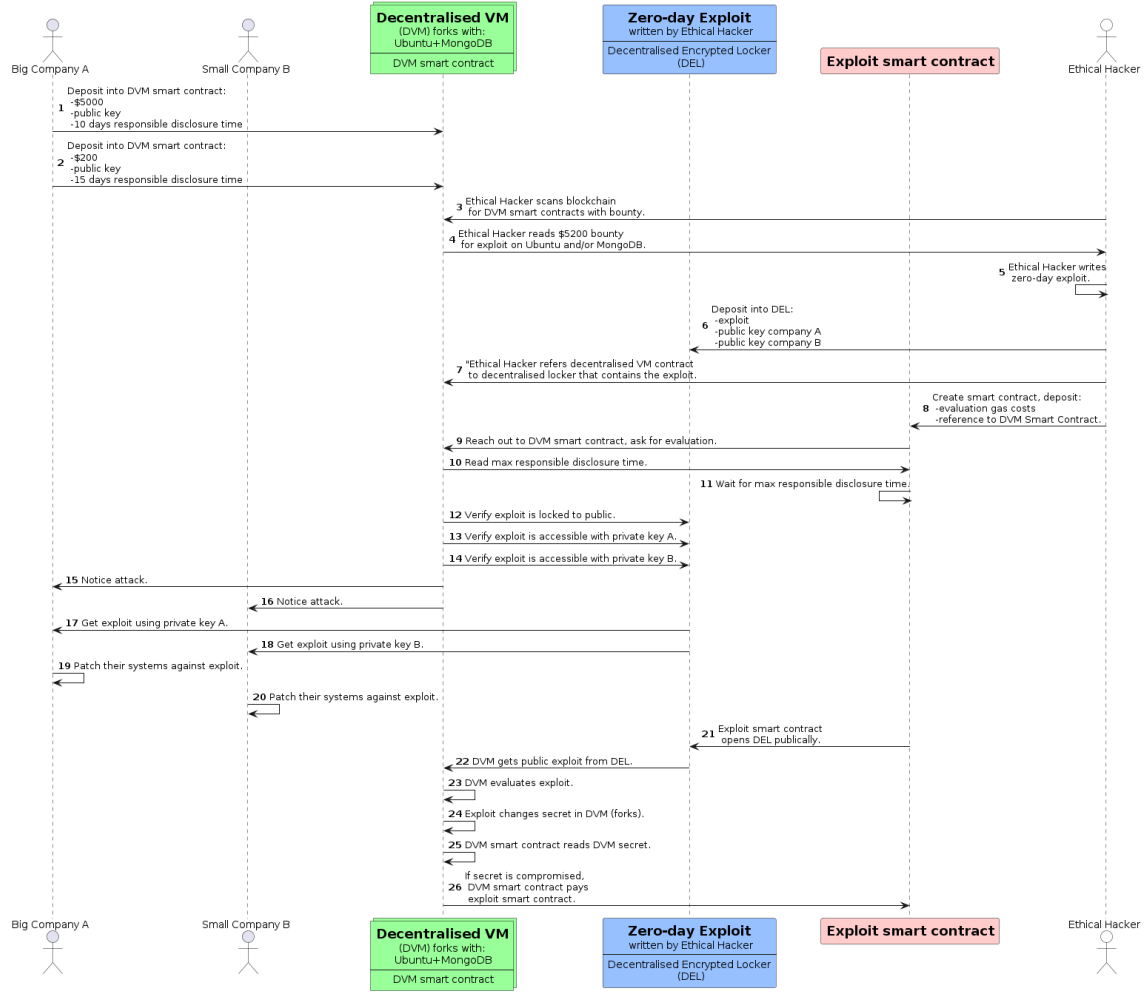 Big Company A
Small Company B
Decentralised VM
(DVM) forks with:
Ubuntu+MongoDB
DVM smart contract
Zero-day Exploit
written by Ethical Hacker
Decentralised Encrypted Locker
(DEL)
Exploit smart contract
Ethical Hacker
Deposit into DVM smart contract:
-$5000
1
-public key
-10 days responsible disclosure time
Deposit into DVM smart contract:
-$200
2
-public key
-15 days responsible disclosure time
3 Ethical Hacker scans blockchain
for DVM smart contracts with bounty.
4 Ethical Hacker reads $5200 bounty
for exploit on Ubuntu and/or MongoDB.
5 Ethical Hacker writes
zero-day exploit.
Deposit into DEL:
-exploit
6
-public key company A
-public key company B
7 "Ethical Hacker refers decentralised VM contract
to decentralised locker that contains the exploit.
Create smart contract, deposit:
8 -evaluation gas costs
-reference to DVM Smart Contract.
9 Reach out to DVM smart contract, ask for evaluation.
10 Read max responsible disclosure time.
11 Wait for max responsible disclosure time.
12 Verify exploit is locked to public.
13 Verify exploit is accessible with private key A.
14 Verify exploit is accessible with private key B.
15 Notice attack.
16 Notice attack.
17 Get exploit using private key A.
18 Get exploit using private key B.
19 Patch their systems against exploit.
20 Patch their systems against exploit.
21 Exploit smart contract
opens DEL publically.
22 DVM gets public exploit from DEL.
23 DVM evaluates exploit.
24 Exploit changes secret in DVM (forks).
25 DVM smart contract reads DVM secret.
If secret is compromised,
26 DVM smart contract pays
exploit smart contract.
Big Company A
Small Company B
Decentralised VM
(DVM) forks with:
Ubuntu+MongoDB
DVM smart contract
Zero-day Exploit
written by Ethical Hacker
Decentralised Encrypted Locker
(DEL)
Exploit smart contract
Ethical Hacker